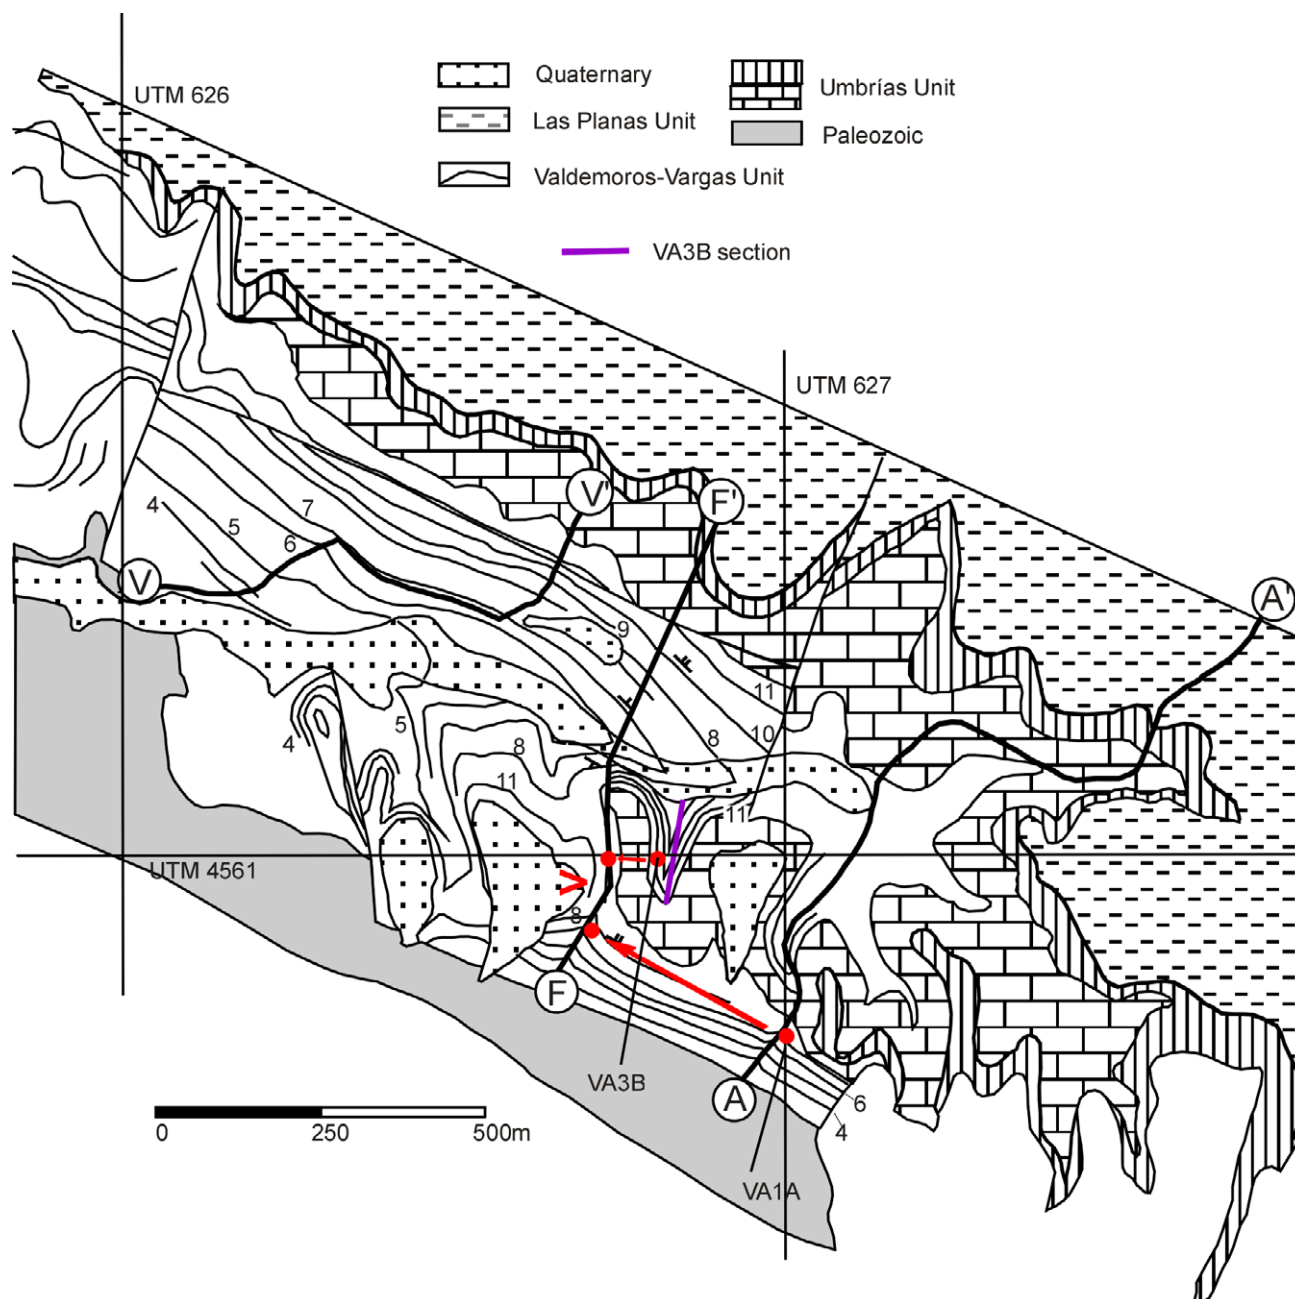 Quaternary
Las Planas Unit
Valdemoros-Vargas Unit
Umbrías Unit
Paleozoic
VA3B section
UTM 626
UTM 627
V'
F'
4
5
7
6
V
A'
9
11
10
8
5
4
8
11
11
UTM 4561
V
8
F
VA3B
A
6
4
VA1A
0 250 500m